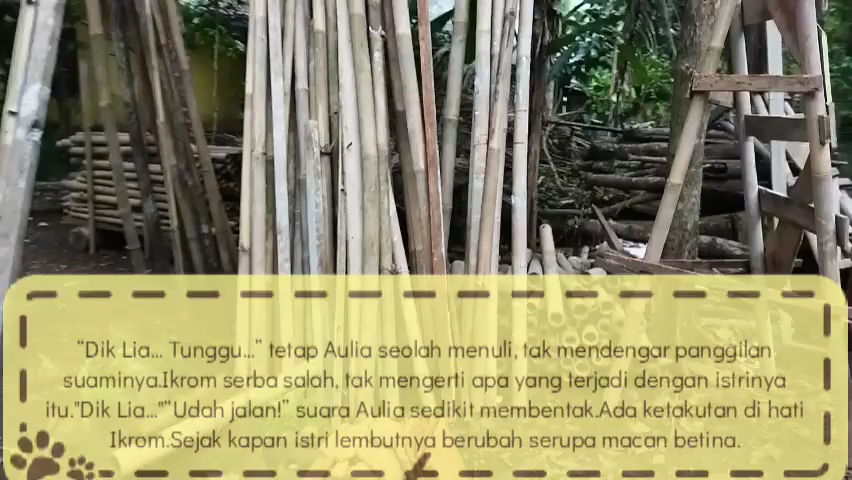 “Dik Lia... Tunggu...” tetap Aulia seolah menuli, tak mendengar panggilan
suaminya.Ikrom serba salah, tak mengerti apa yang terjadi dengan istrinya
itu."Dik Lia..."“Udah jalan!” suara Aulia sedikit membentak.Ada ketakutan di hati
Ikrom.Sejak kapan istri lembutnya berubah serupa macan betina.